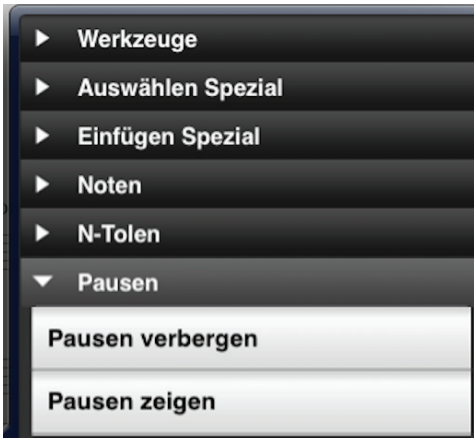 Werkzeuge
Auswählen Spezial
Einfügen Spezial
Noten
N-Tolen
Pausen
Pausen verbergen
Pausen zeigen